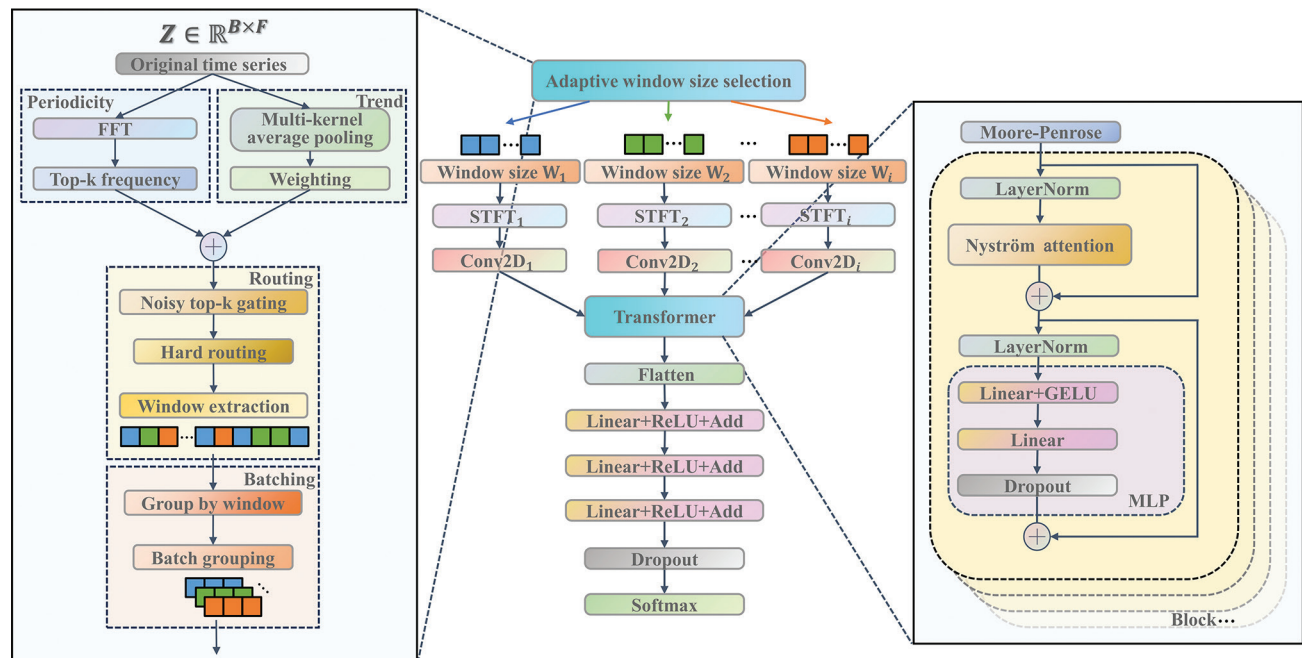 Z ∈ ℝ^{B×F}
Original time series
Periodicity
FFT
Top-k frequency
Trend
Multi-kernel
average pooling
Weighting
+
Routing
Noisy top-k gating
Hard routing
Window extraction
...
Batching
Group by window
Batch grouping
Adaptive window size selection
... ... ... ...
Window size W₁ Window size W₂ Window size Wᵢ
STFT₁ STFT₂ ... STFTᵢ
Conv2D₁ Conv2D₂ ... Conv2Dᵢ
Transformer
Flatten
Linear+ReLU+Add
Linear+ReLU+Add
Linear+ReLU+Add
Dropout
Softmax
Moore-Penrose
LayerNorm
Nyström attention
+
LayerNorm
Linear+GELU
Linear
Dropout
MLP
+
Block...